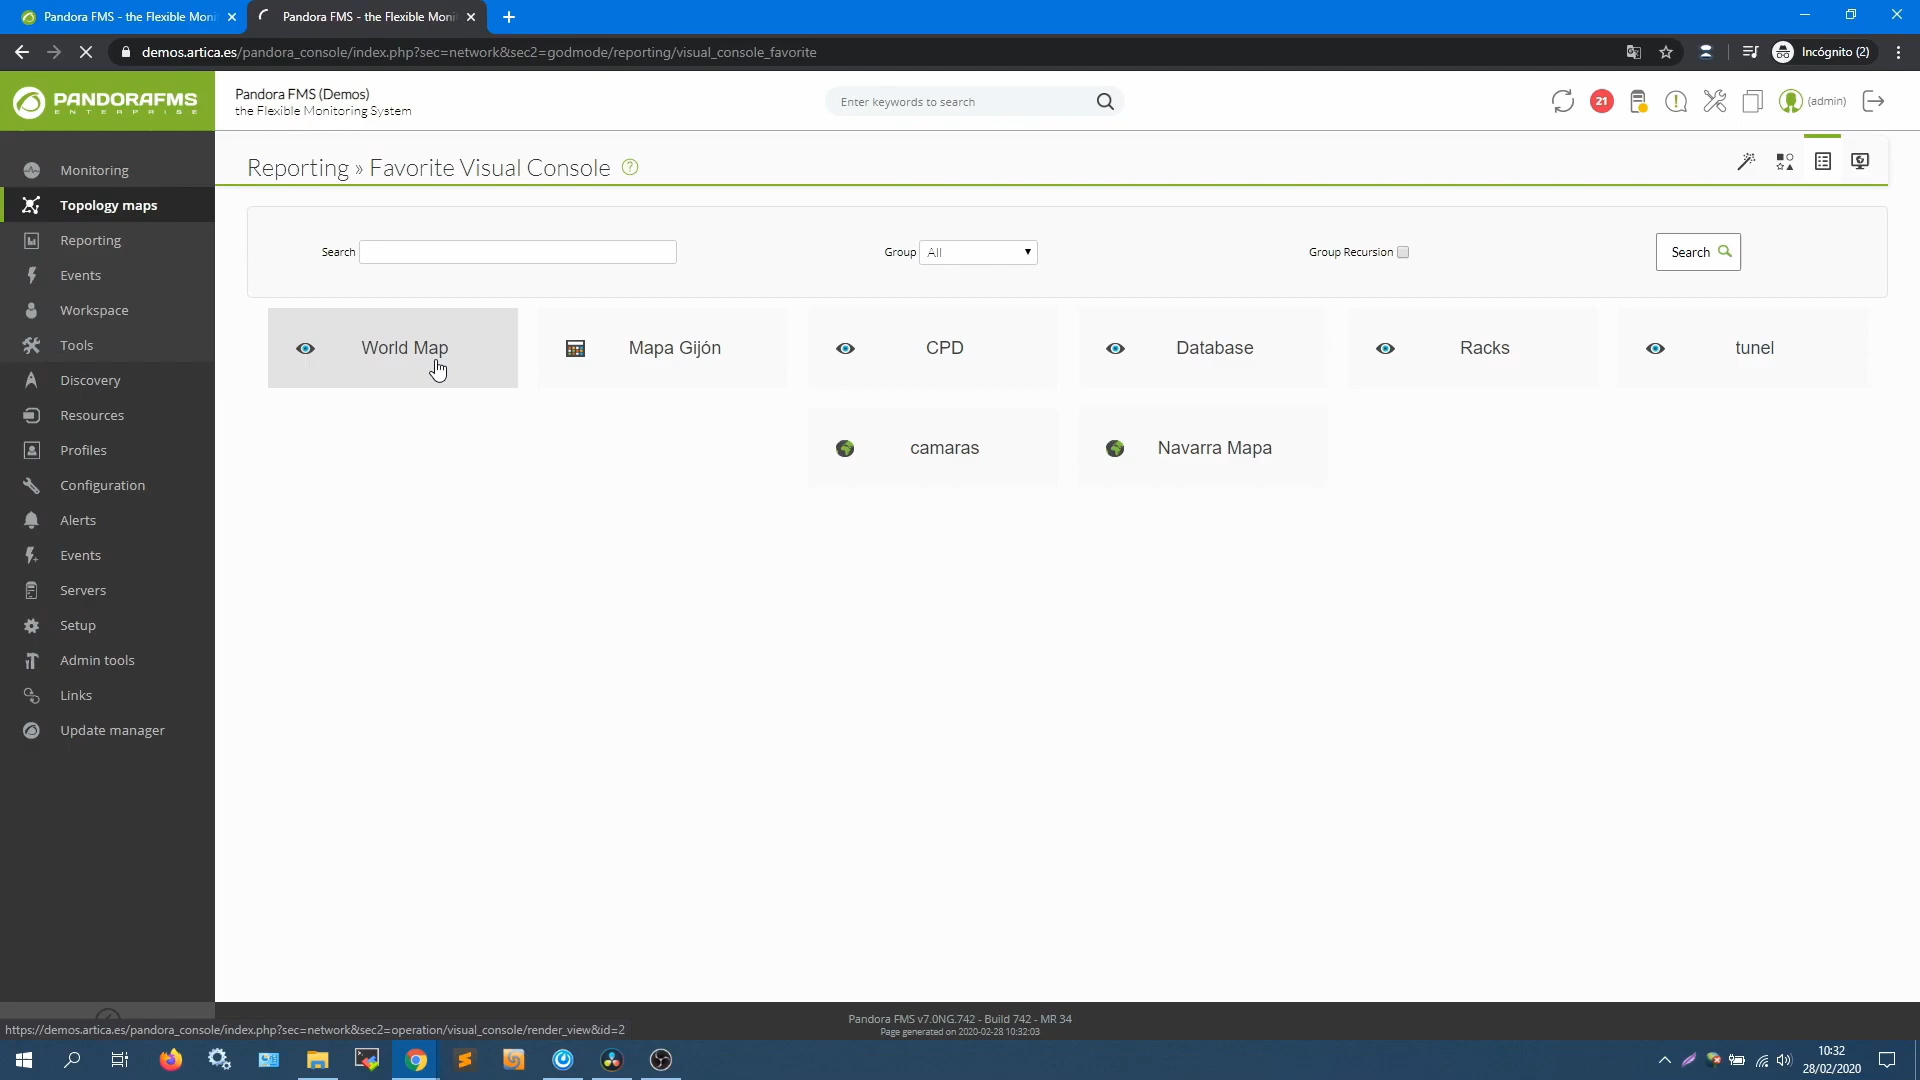 Pandora FMS - the Flexible Moni
Pandora FMS - the Flexible Moni
demos.artica.es/pandora_console/index.php?sec=network&sec2=godmode/reporting/visual_console_favorite
Incógnito (2)
PANDORAFMS
ENTERPRISE
Pandora FMS (Demos)
the Flexible Monitoring System
Enter keywords to search
21
(admin)
Monitoring
Topology maps
Reporting
Events
Workspace
Tools
Discovery
Resources
Profiles
Configuration
Alerts
Events
Servers
Setup
Admin tools
Links
Update manager
Reporting » Favorite Visual Console
?
Search
Group
All
Group Recursion
Search
World Map
Mapa Gijón
CPD
Database
Racks
tunel
camaras
Navarra Mapa
Pandora FMS v7.0NG.742 - Build 742 - MR 34
Page generated on 2020-02-28 10:32:03
https://demos.artica.es/pandora_console/index.php?sec=network&sec2=operation/visual_console/render_view&id=2
10:32
28/02/2020